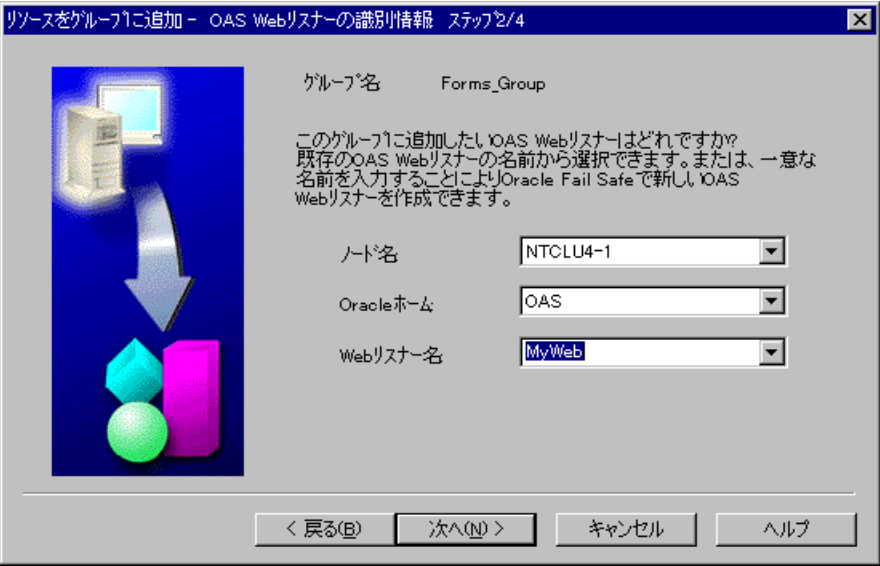 リソースをグループに追加 - OAS Webリスナーの識別情報 ステップ2/4
グループ名 Forms_Group
このグループに追加したいOAS Webリスナーはどれですか?
既存のOAS Webリスナーの名前から選択できます。または、一意な
名前を入力することによりOracle Fail Safeで新しいOAS
Webリスナーを作成できます。
ノード名 NTCLU4-1
Oracleホーム OAS
Webリスナー名 MyWeb
< 戻る(B) 次へ(N) > キャンセル ヘルプ